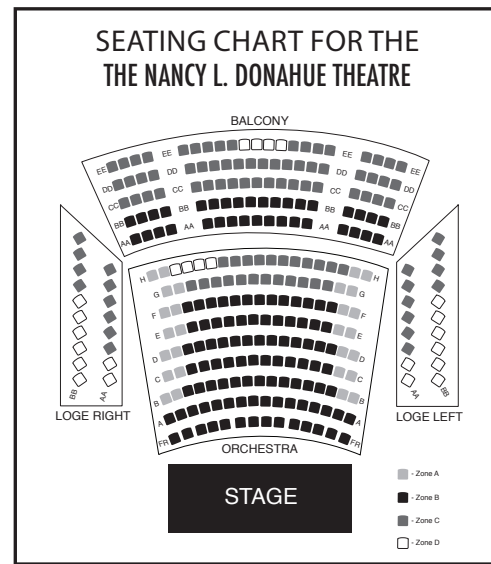 SEATING CHART FOR THE
THE NANCY L. DONAHUE THEATRE
BALCONY
EE EE EE EE
DD DD DD DD
CC CC CC CC
BB BB BB BB
AA AA AA AA
H H
G G
F F
E E
D D
C C
B B
A A
FR FR
BB AA
AA BB
LOGE RIGHT
LOGE LEFT
ORCHESTRA
STAGE
- Zone A
- Zone B
- Zone C
- Zone D